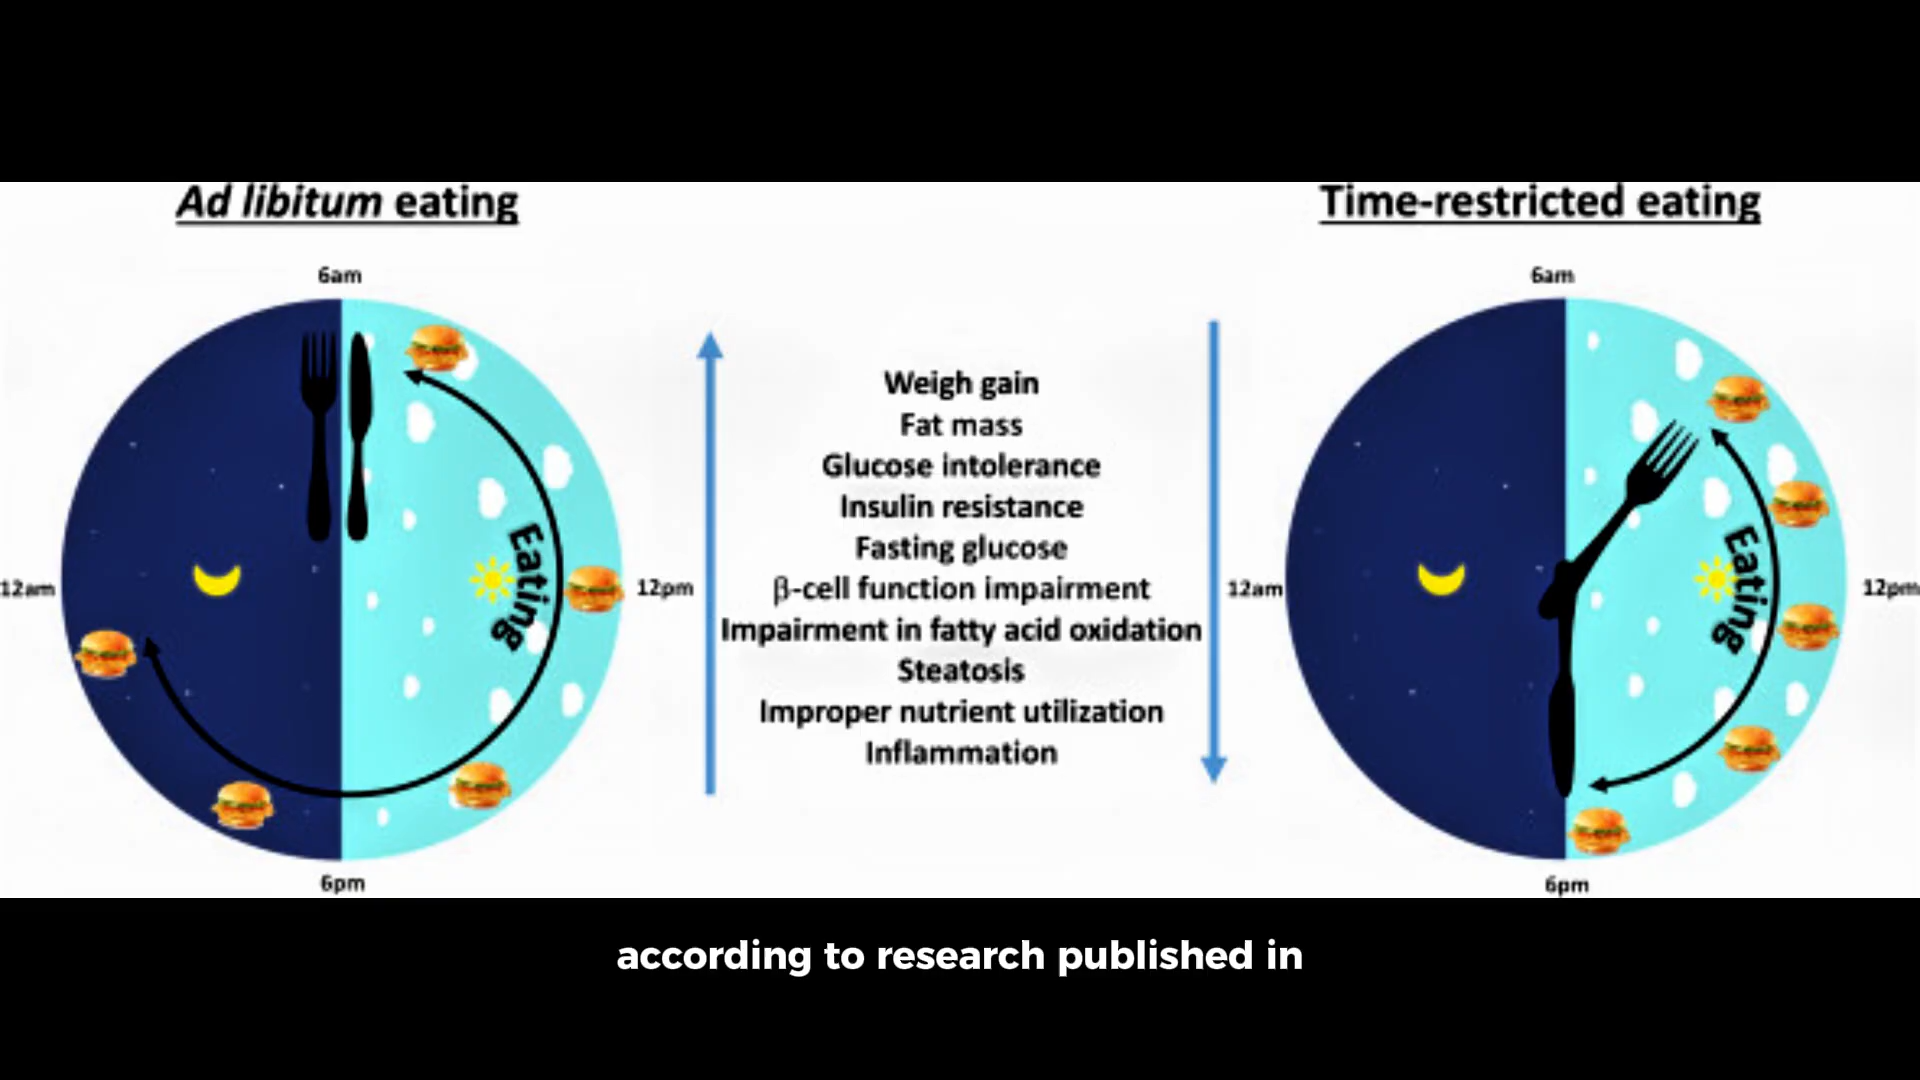 Ad libitum eating
6am
12am
12pm
6pm
Eating
Weigh gain
Fat mass
Glucose intolerance
Insulin resistance
Fasting glucose
β-cell function impairment
Impairment in fatty acid oxidation
Steatosis
Improper nutrient utilization
Inflammation
Time-restricted eating
6am
12am
12pm
6pm
Eating
according to research published in